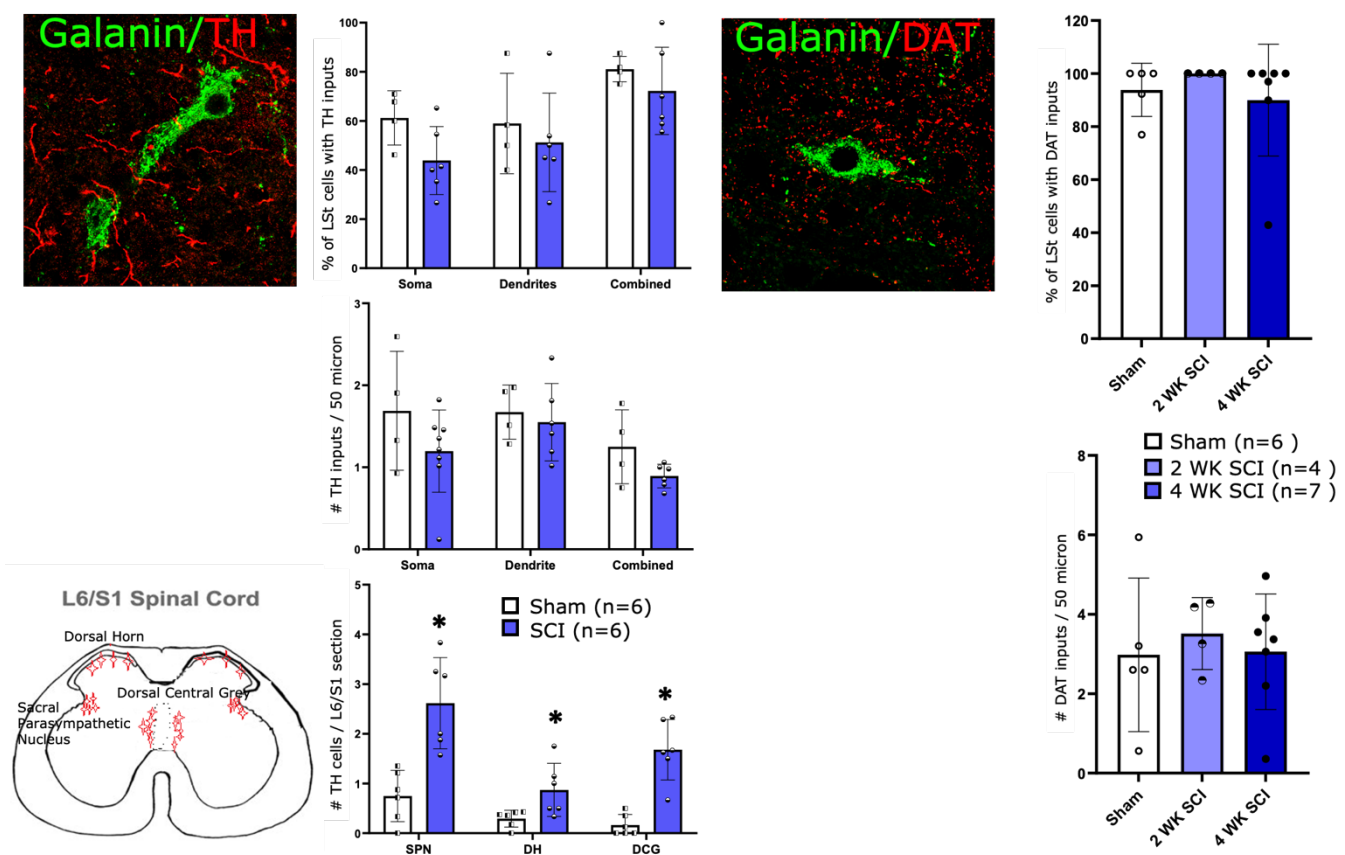 Galanin/TH
% of LSt cells with TH inputs
100
80
60
40
20
0
Soma Dendrites Combined
Galanin/DAT
% of LSt cells with DAT inputs
120
100
80
60
40
20
0
Sham
2 WK SCI
4 WK SCI
# TH inputs / 50 micron
3
2
1
0
Soma Dendrite Combined
Sham (n=6 )
2 WK SCI (n=4 )
4 WK SCI (n=7 )
L6/S1 Spinal Cord
Dorsal Horn
Dorsal Central Grey
Sacral
Parasympathetic
Nucleus
# TH cells / L6/S1 section
5
4
3
2
1
0
Sham (n=6)
SCI (n=6)
*
*
*
SPN DH DCG
# DAT inputs / 50 micron
8
6
4
2
0
Sham
2 WK SCI
4 WK SCI